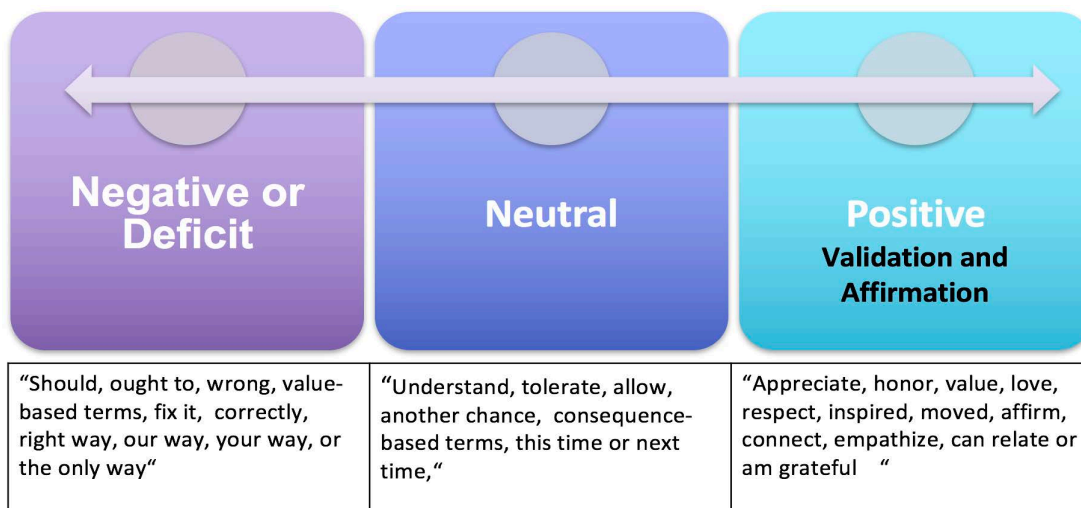 Negative or
Deficit
Neutral
Positive
Validation and
Affirmation
“Should, ought to, wrong, value-
based terms, fix it,  correctly,
right way, our way, your way, or
the only way“
“Understand, tolerate, allow,
another chance,  consequence-
based terms, this time or next
time,“
“Appreciate, honor, value, love,
respect, inspired, moved, affirm,
connect, empathize, can relate or
am grateful   “